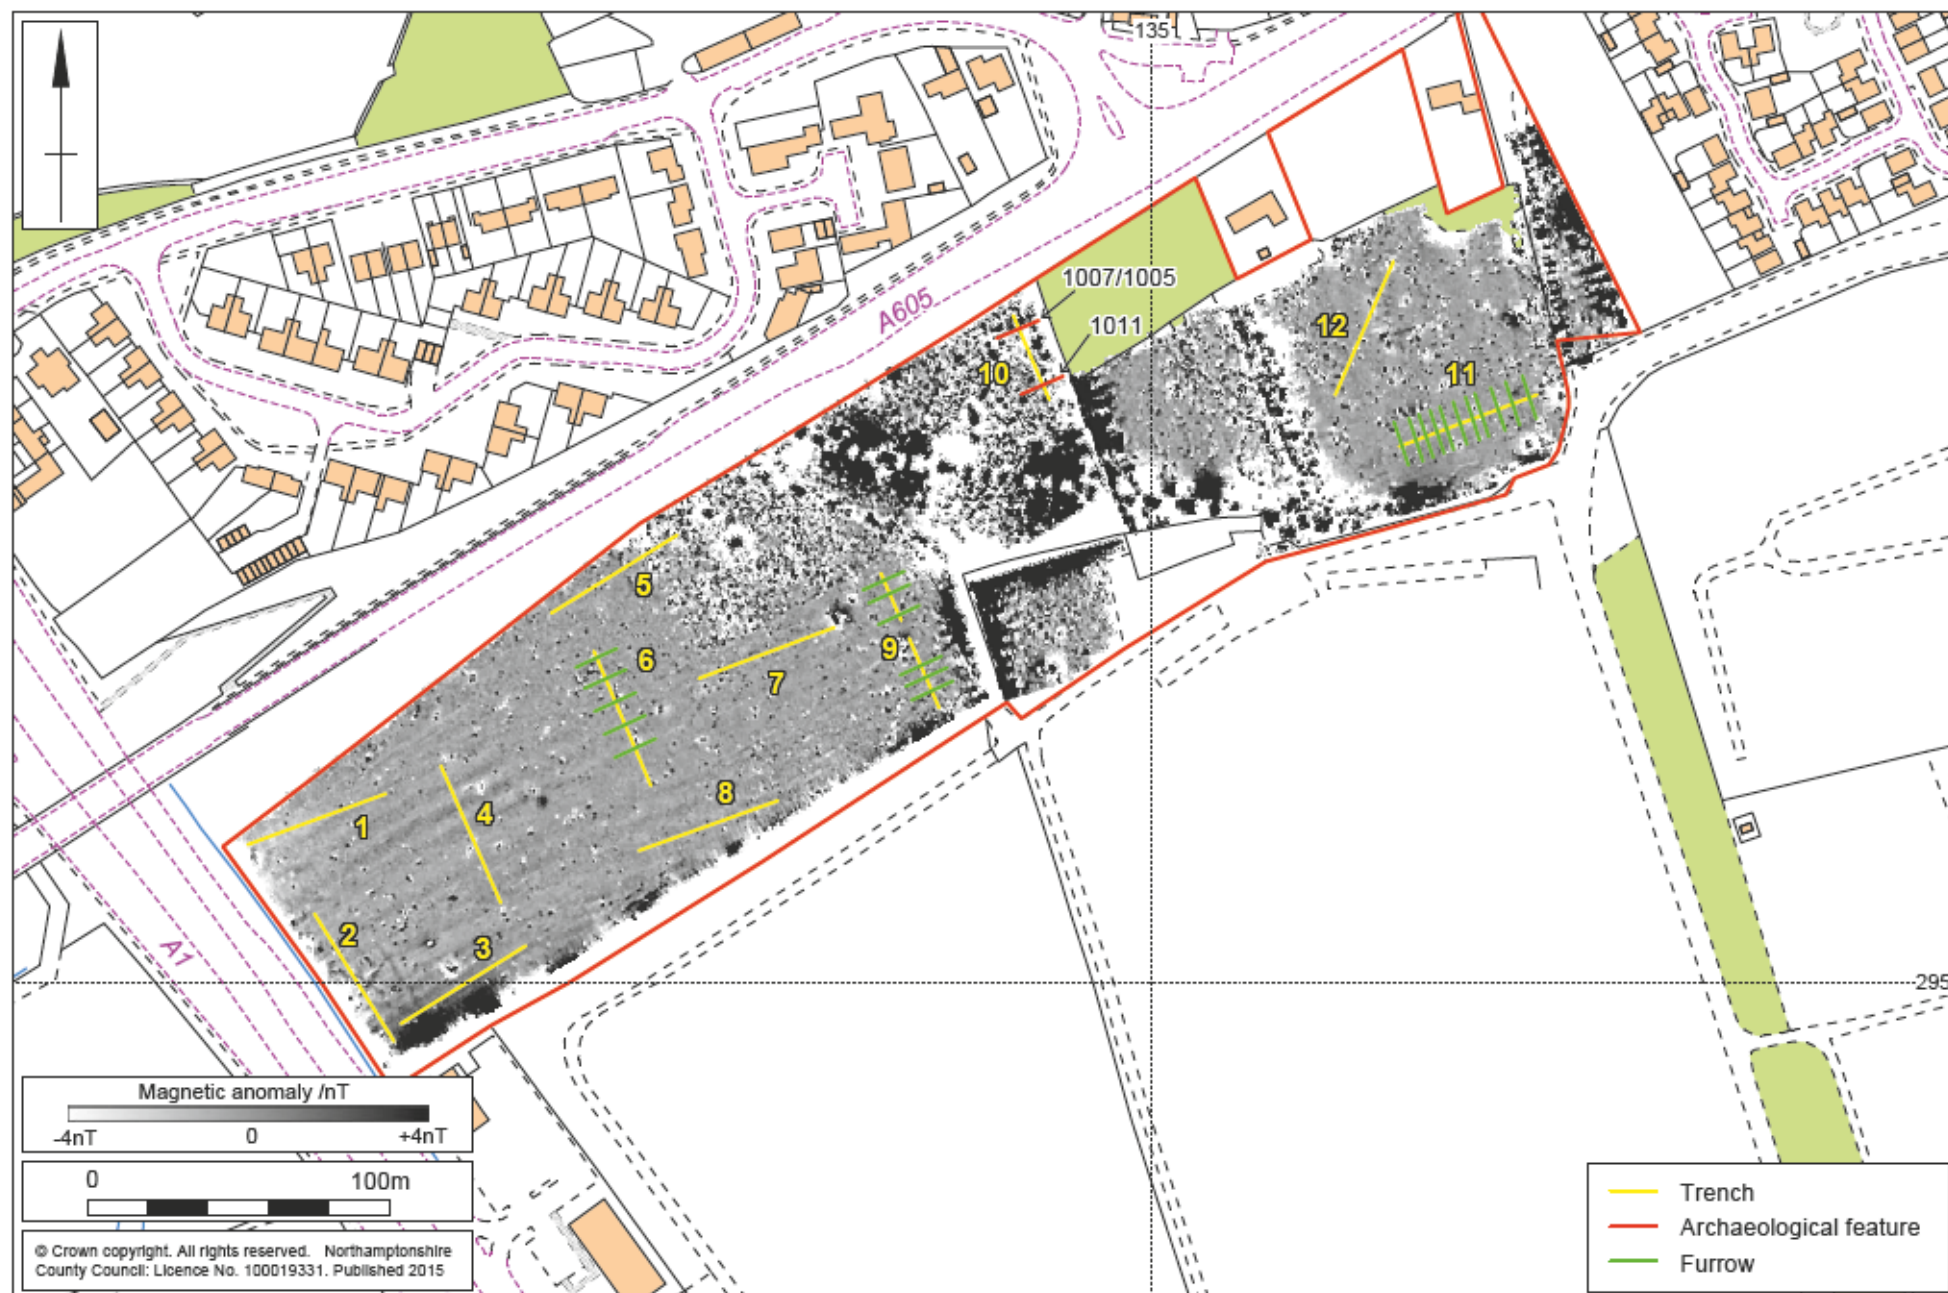 135
1007/1005
1011
A605
12
10
11
5
6
9
7
8
4
1
2
3
A1
295
Magnetic anomaly /nT
-4nT 0 +4nT
0 100m
© Crown copyright. All rights reserved. Northamptonshire
County Council: Licence No. 100019331. Published 2015
Trench
Archaeological feature
Furrow